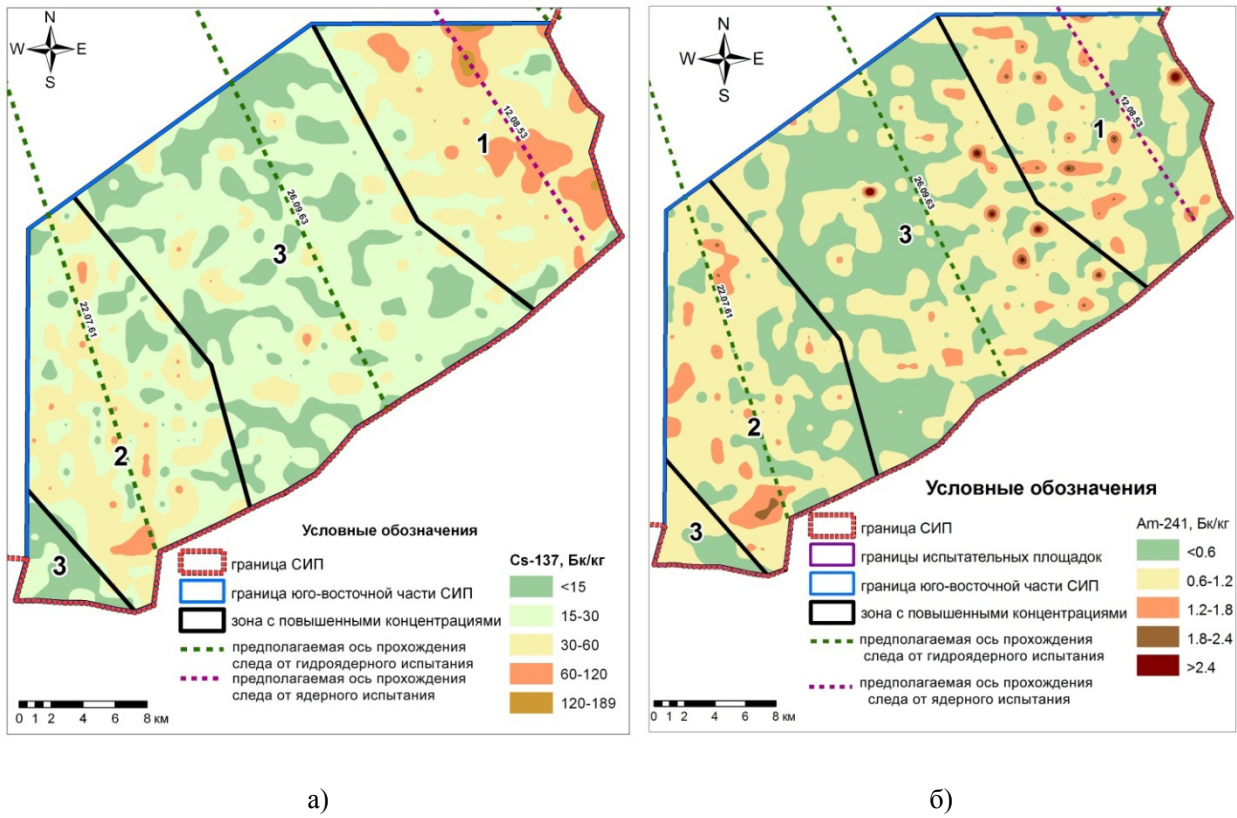 N
W E
S
12.08.53
1
26.09.63
3
22.07.61
2
3
Условные обозначения
граница СИП
граница юго-восточной части СИП
зона с повышенными концентрациями
предполагаемая ось прохождения
следа от гидроядерного испытания
предполагаемая ось прохождения
следа от ядерного испытания
Cs-137, Бк/кг
<15
15-30
30-60
60-120
120-189
0 1 2 4 6 8 км
N
W E
S
12.08.53
1
26.09.63
3
22.07.61
2
3
Условные обозначения
граница СИП
границы испытательных площадок
граница юго-восточной части СИП
зона с повышенными концентрациями
предполагаемая ось прохождения
следа от гидроядерного испытания
предполагаемая ось прохождения
следа от ядерного испытания
Am-241, Бк/кг
<0.6
0.6-1.2
1.2-1.8
1.8-2.4
>2.4
0 1 2 4 6 8 км
а) б)